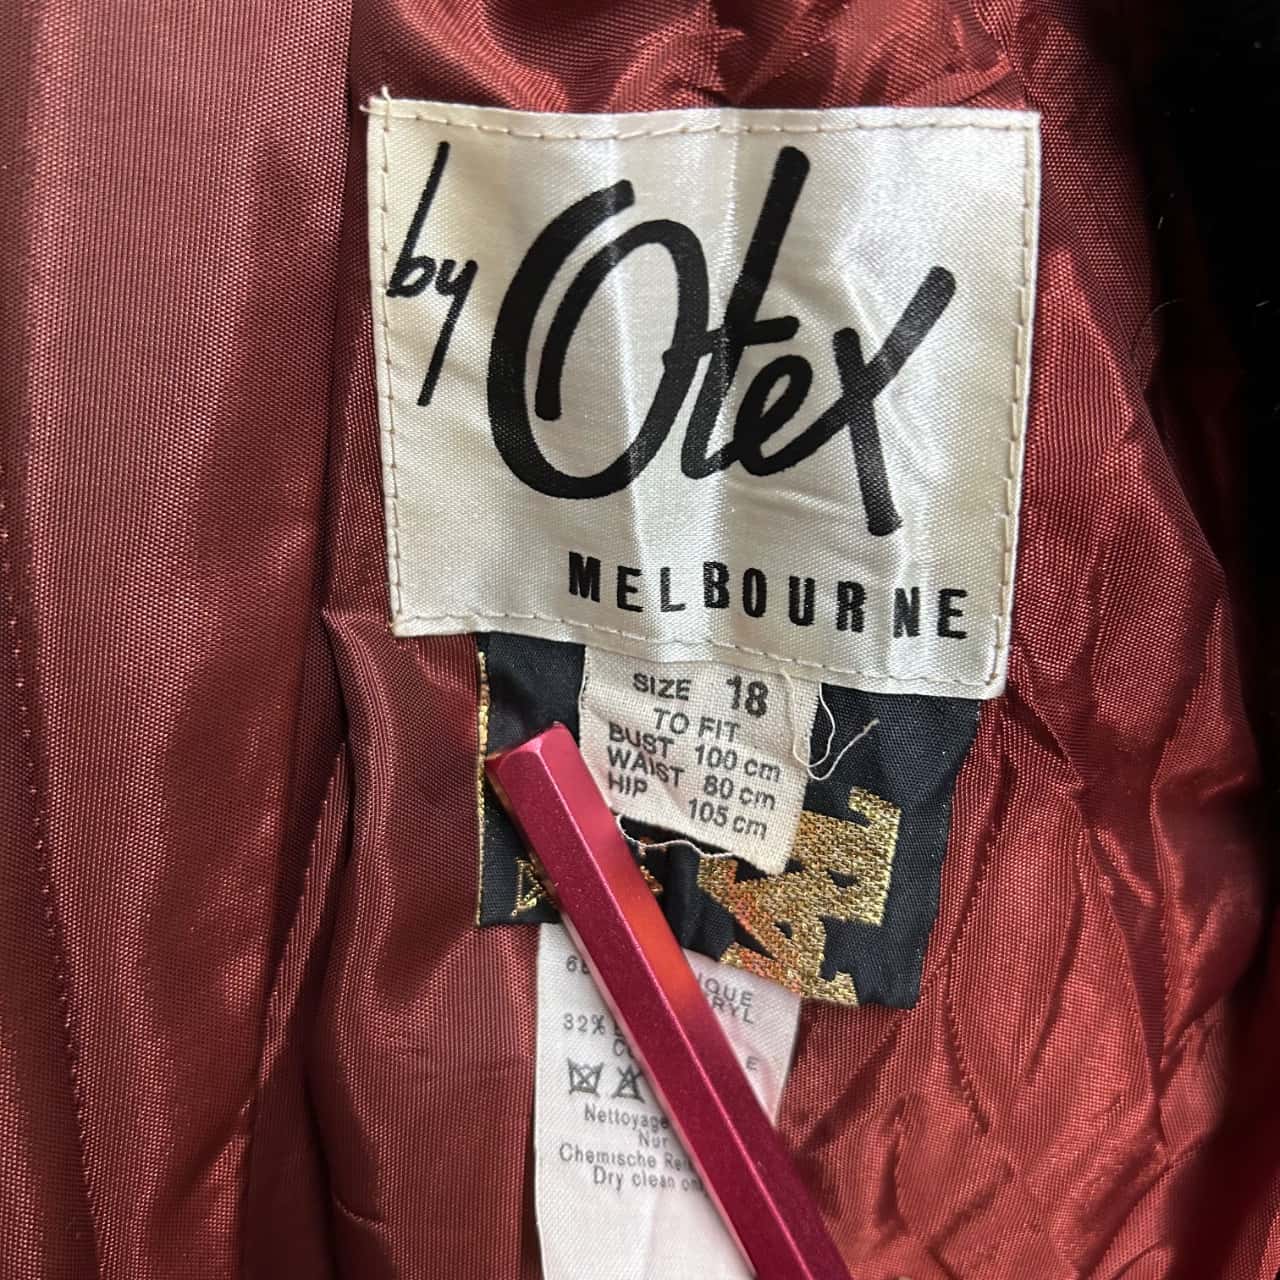 by Otex
MELBOURNE
SIZE 18
TO FIT
BUST 100 cm
WAIST 80 cm
HIP 105 cm
32%
Nettoyage
Nur
Chemische
Dry clean